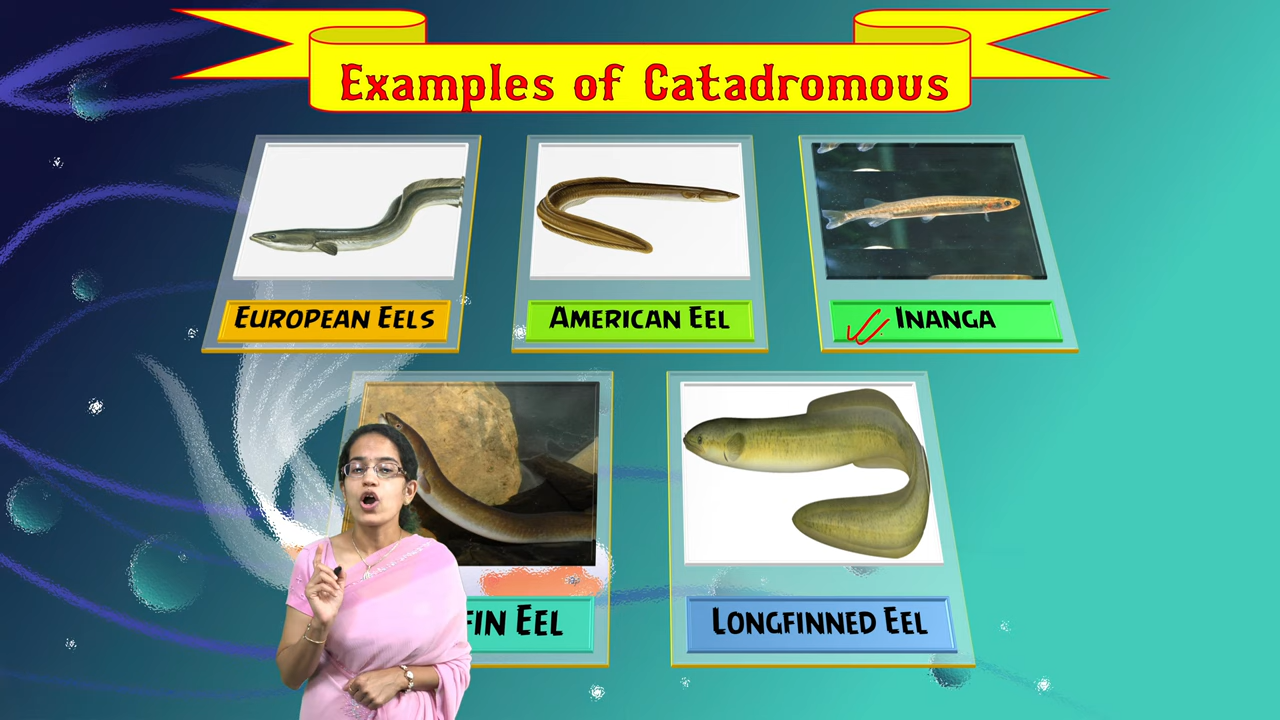 Examples of Catadromous
European Eels
American Eel
Inanga
fin Eel
Longfinned Eel